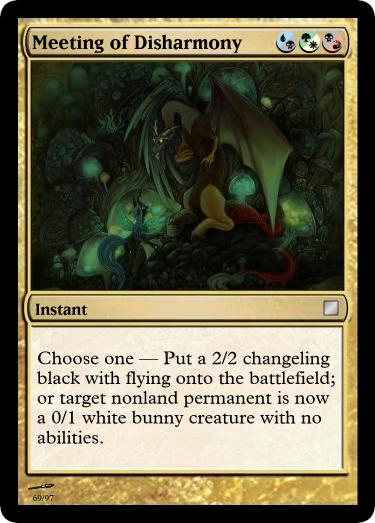 Meeting of Disharmony
Instant
Choose one — Put a 2/2 changeling
black with flying onto the battlefield;
or target nonland permanent is now
a 0/1 white bunny creature with no
abilities.
69/97